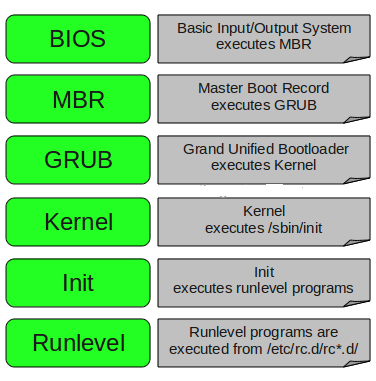 BIOS
Basic Input/Output System
executes MBR
MBR
Master Boot Record
executes GRUB
GRUB
Grand Unified Bootloader
executes Kernel
Kernel
Kernel
executes /sbin/init
Init
Init
executes runlevel programs
Runlevel
Runlevel programs are
executed from /etc/rc.d/rc*.d/